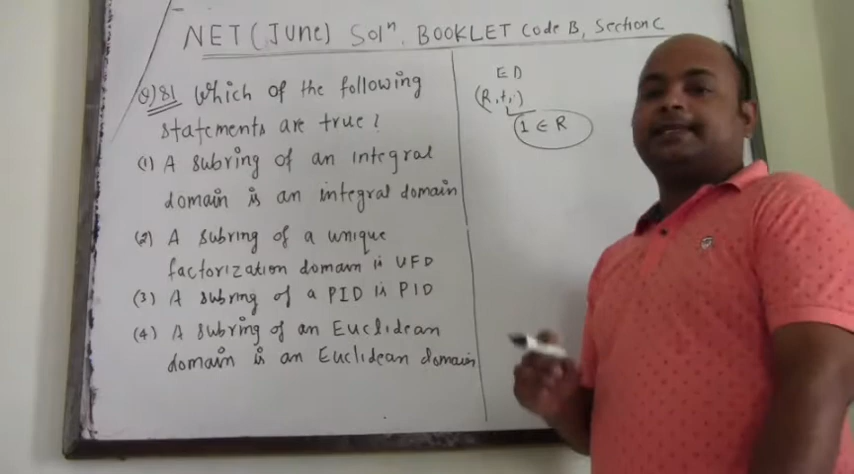 NET (June) Solⁿ. BOOKLET Code B, Section C
Q) 81 Which of the following
statements are true?
(1) A subring of an integral
domain is an integral domain
(2) A subring of a unique
factorization domain is UFD
(3) A subring of a PID is PID
(4) A subring of an Euclidean
domain is an Euclidean domain
ED
(R,+,·)
1 ∈ R